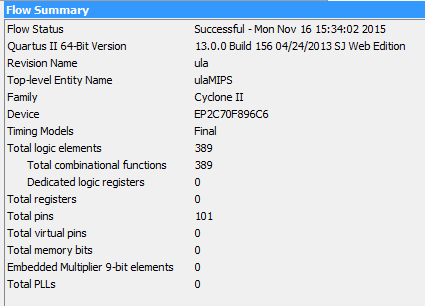 Flow Summary
Flow Status Successful - Mon Nov 16 15:34:02 2015
Quartus II 64-Bit Version 13.0.0 Build 156 04/24/2013 SJ Web Edition
Revision Name ula
Top-level Entity Name ulaMIPS
Family Cyclone II
Device EP2C70F896C6
Timing Models Final
Total logic elements 389
Total combinational functions 389
Dedicated logic registers 0
Total registers 0
Total pins 101
Total virtual pins 0
Total memory bits 0
Embedded Multiplier 9-bit elements 0
Total PLLs 0